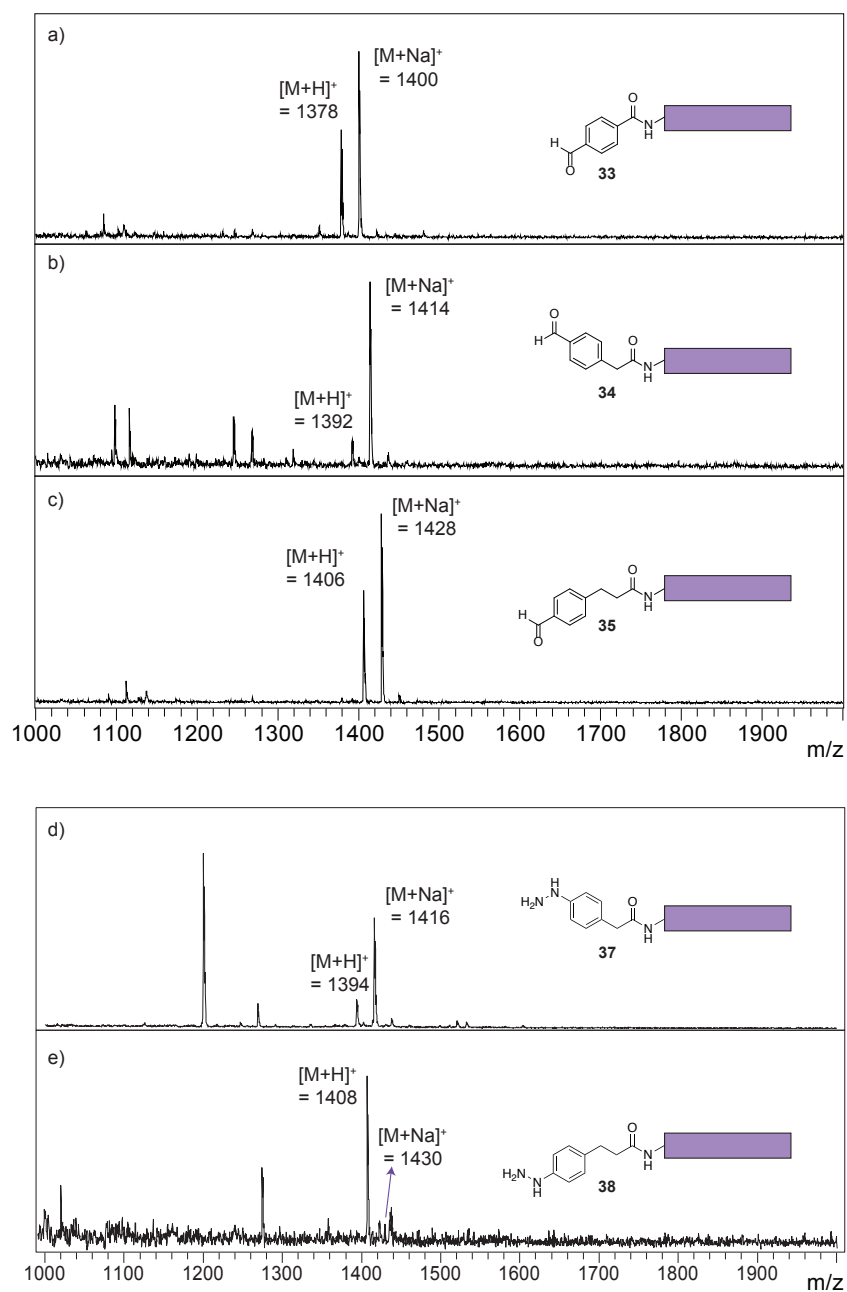 a)
[M+Na]⁺
= 1400
[M+H]⁺
= 1378
O
N
H
H
O
33
b)
[M+Na]⁺
= 1414
[M+H]⁺
= 1392
O
H
O
N
H
34
c)
[M+Na]⁺
= 1428
[M+H]⁺
= 1406
O
N
H
H
O
35
1000 1100 1200 1300 1400 1500 1600 1700 1800 1900
m/z
d)
[M+Na]⁺
= 1416
[M+H]⁺
= 1394
H
N
H₂N
O
N
H
37
e)
[M+H]⁺
= 1408
[M+Na]⁺
= 1430
O
N
H
H₂N
N
H
38
1000 1100 1200 1300 1400 1500 1600 1700 1800 1900
m/z